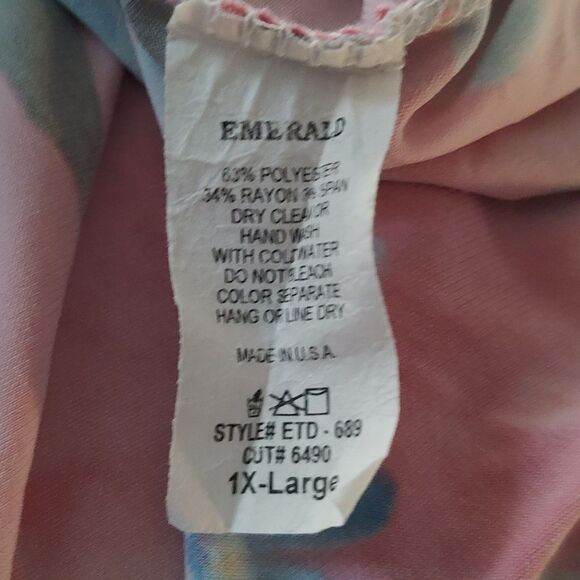 EMERALD
63% POLYESTER
34% RAYON 3% SPAN
DRY CLEAN OR
HAND WASH
WITH COLD WATER
DO NOT BLEACH
COLOR SEPARATE
HANG OR LINE DRY
MADE IN U.S.A.
STYLE# ETD - 689
CUT# 6490
1X-Large